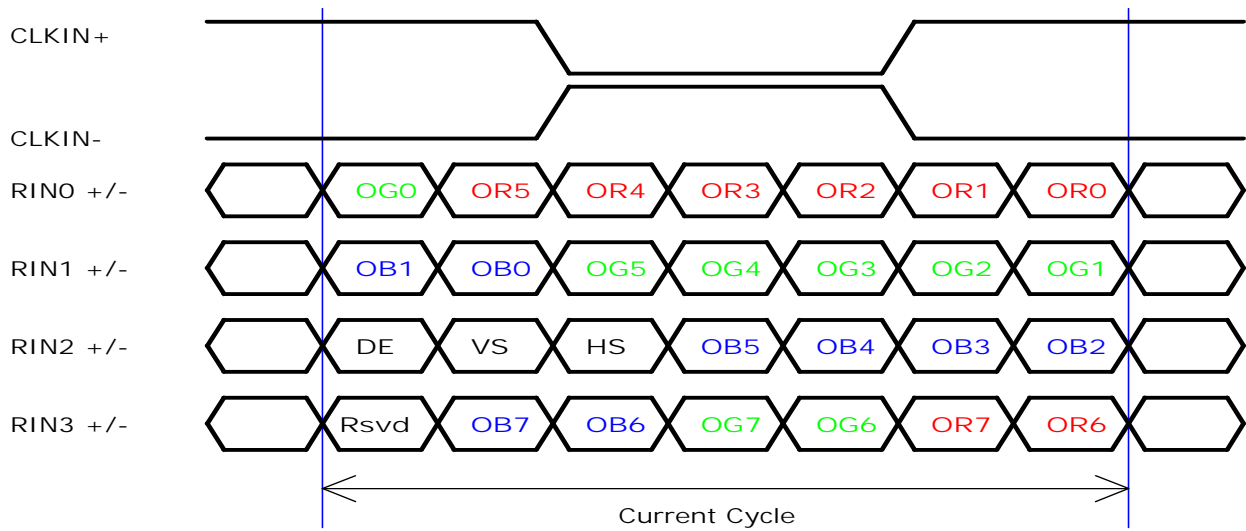 CLKIN+
CLKIN-
RIN0 +/- OG0 OR5 OR4 OR3 OR2 OR1 OR0
RIN1 +/- OB1 OB0 OG5 OG4 OG3 OG2 OG1
RIN2 +/- DE VS HS OB5 OB4 OB3 OB2
RIN3 +/- Rsvd OB7 OB6 OG7 OG6 OR7 OR6
Current Cycle